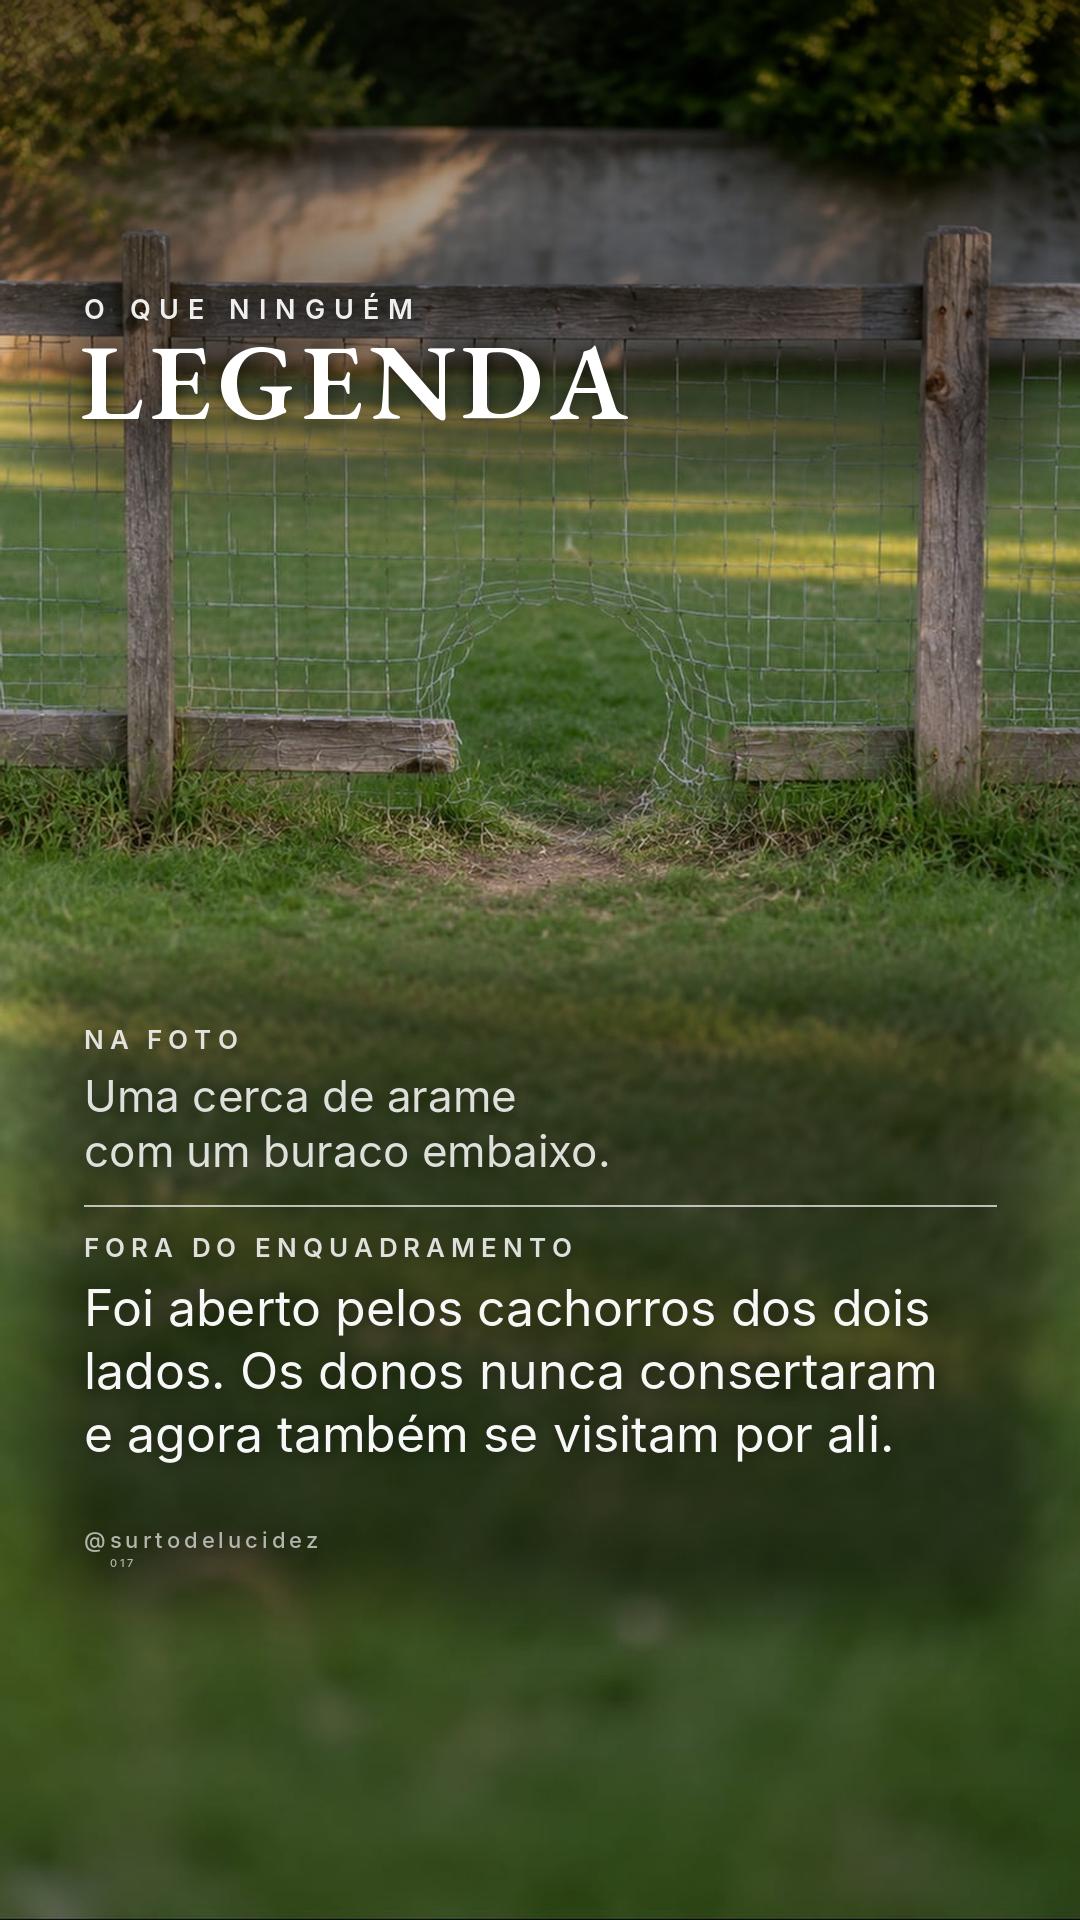 O QUE NINGUÉM
LEGENDA
NA FOTO
Uma cerca de arame
com um buraco embaixo.
FORA DO ENQUADRAMENTO
Foi aberto pelos cachorros dos dois
lados. Os donos nunca consertaram
e agora também se visitam por ali.
@surtodelucidez
017